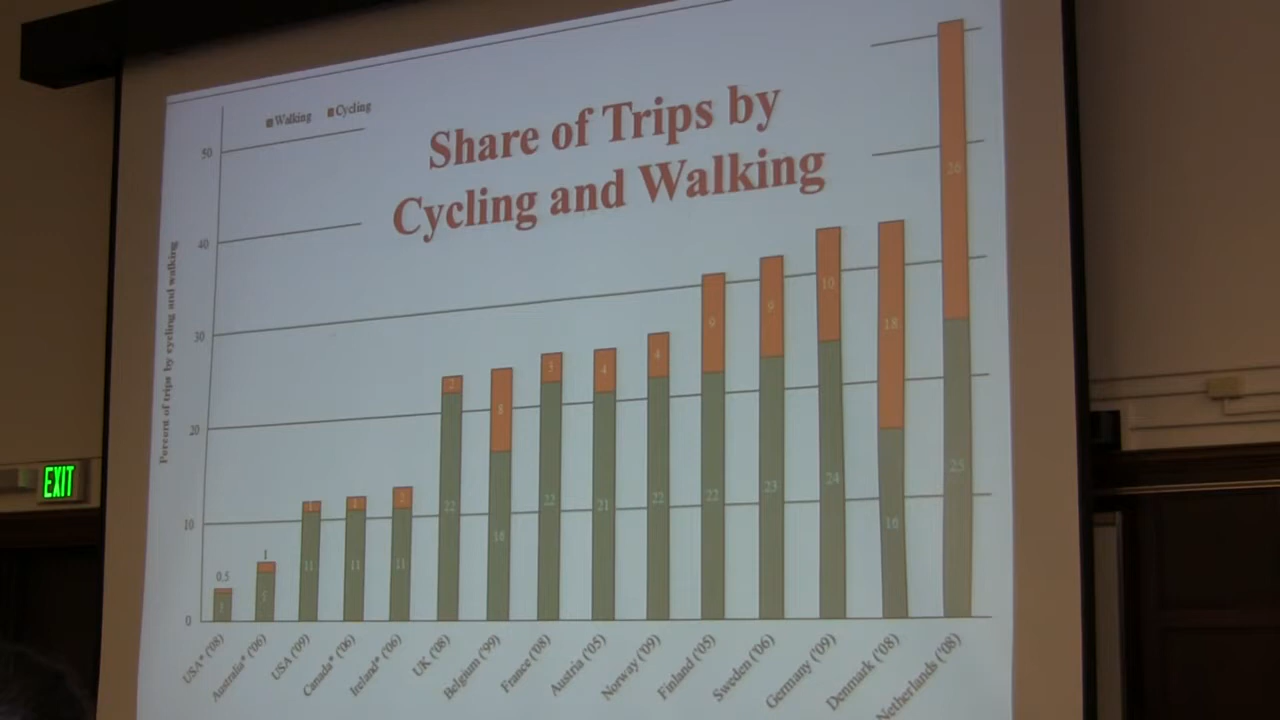 Walking Cycling
Share of Trips by
Cycling and Walking
Percent of trips by cycling and walking
50
40
30
20
10
0
0.5
1
1 1 2 2 8 3 4 4 9 9 10 18 26
3 5 11 11 11 22 16 22 21 22 22 23 24 16 25
USA* ('08)
Australia* ('06)
USA ('09)
Canada* ('06)
Ireland* ('06)
UK ('08)
Belgium ('99)
France ('08)
Austria ('05)
Norway ('09)
Finland ('05)
Sweden ('06)
Germany ('09)
Denmark ('08)
Netherlands ('08)
EXIT